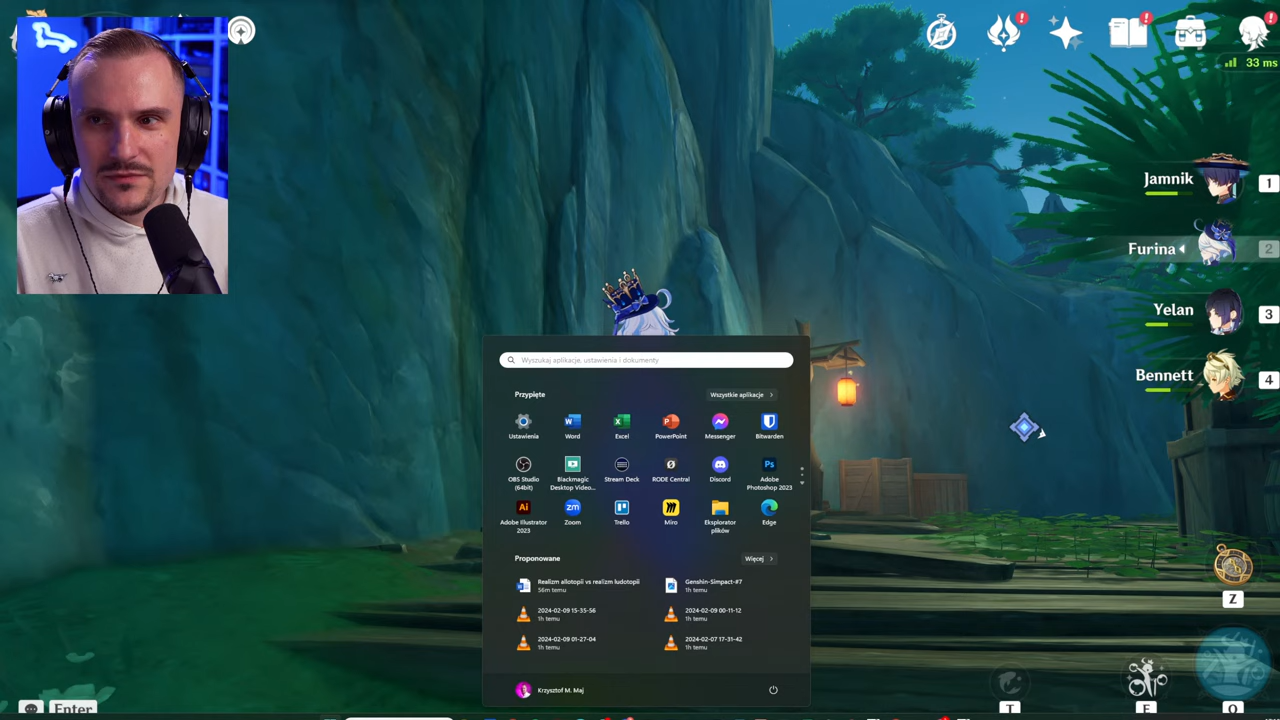 33 ms
Jamnik
1
Furina
2
Yelan
3
Bennett
4
Wyszukaj aplikacje, ustawienia i dokumenty
Przypięte
Wszystkie aplikacje
Ustawienia
Word
Excel
PowerPoint
Messenger
Bitwarden
OBS Studio
(64bit)
Blackmagic
Desktop Video...
Stream Deck
RODE Central
Discord
Adobe
Photoshop 2023
Adobe Illustrator
2023
Zoom
Trello
Miro
Eksplorator
plików
Edge
Proponowane
Więcej
Realizm allotopii vs realizm ludotopii
56m temu
Genshin-Simpact-#7
1h temu
2024-02-09 15-35-56
1h temu
2024-02-09 00-11-12
1h temu
2024-02-09 01-27-04
1h temu
2024-02-07 17-31-42
1h temu
Krzysztof M. Maj
Z
T
E
Q
Enter